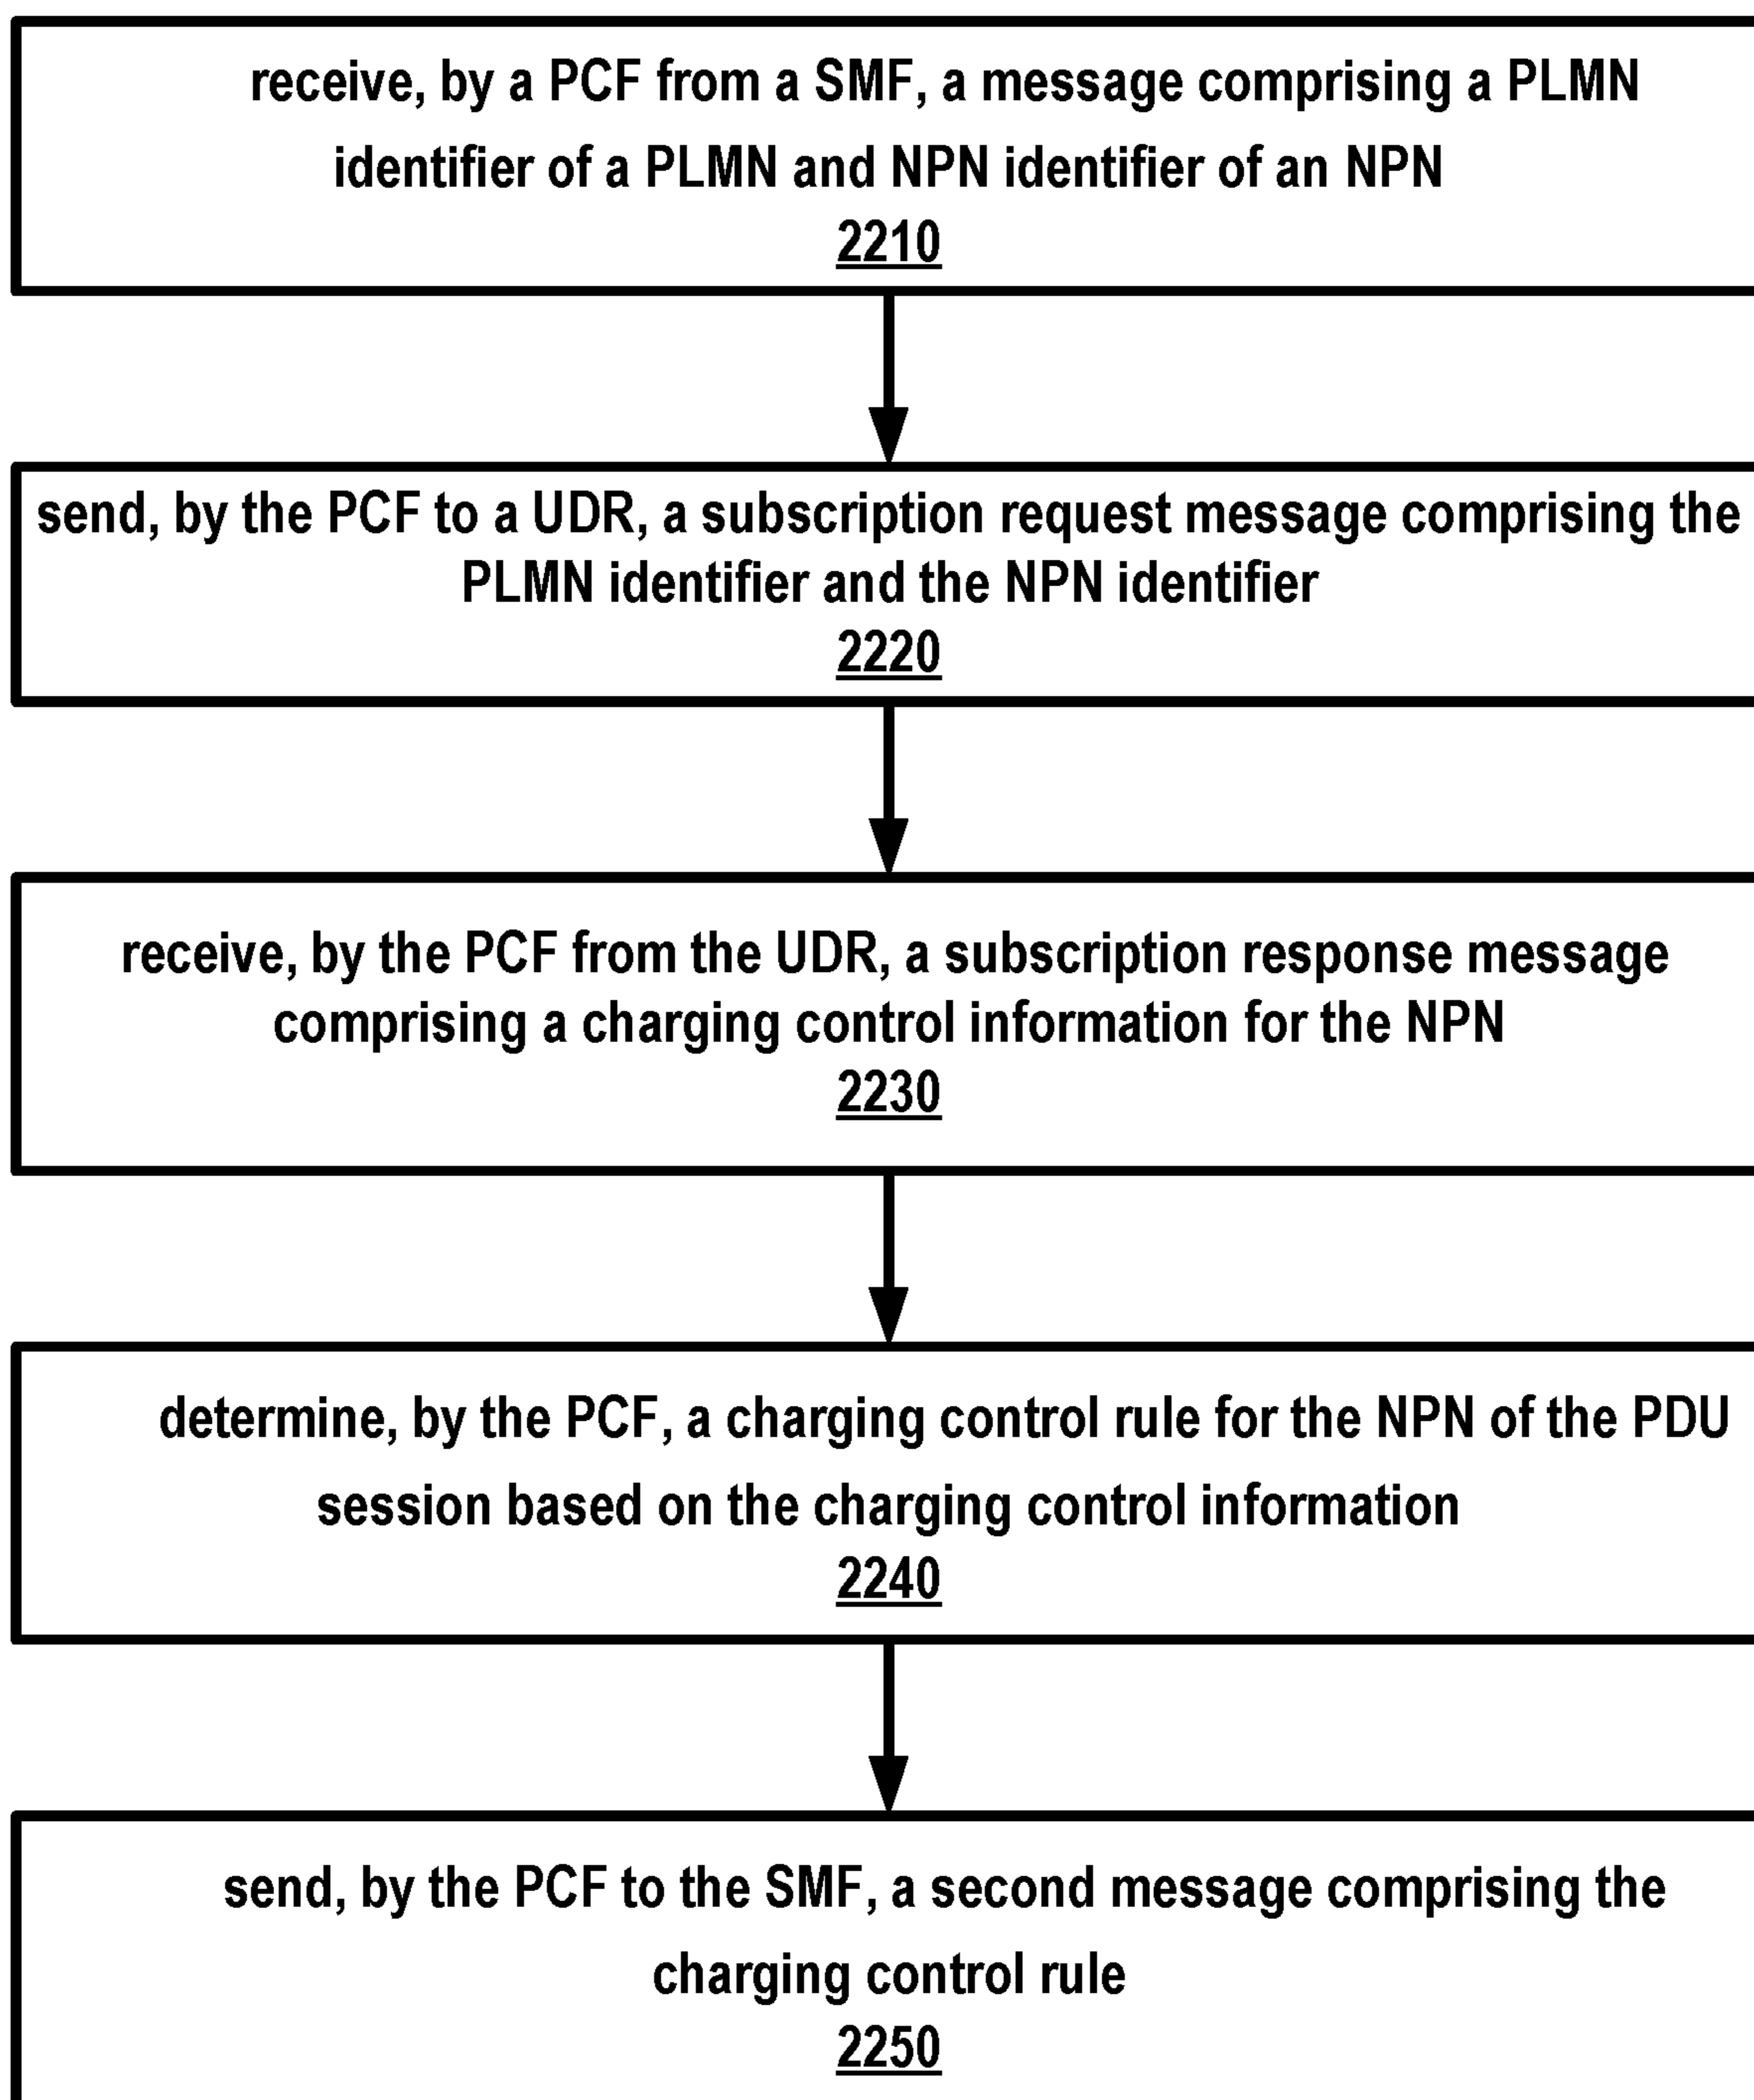 receive, by a PCF from a SMF, a message comprising a PLMN
identifier of a PLMN and NPN identifier of an NPN
2210
send, by the PCF to a UDR, a subscription request message comprising the
PLMN identifier and the NPN identifier
2220
receive, by the PCF from the UDR, a subscription response message
comprising a charging control information for the NPN
2230
determine, by the PCF, a charging control rule for the NPN of the PDU
session based on the charging control information
2240
send, by the PCF to the SMF, a second message comprising the
charging control rule
2250